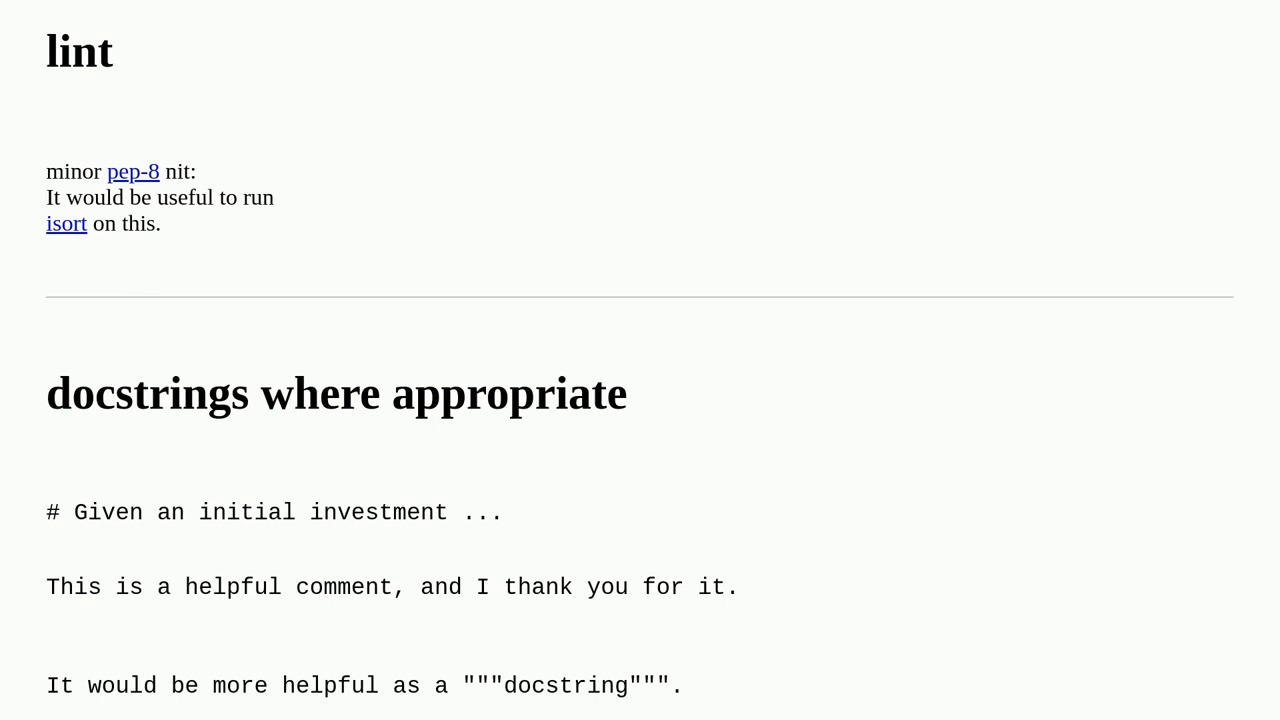 lint
minor pep-8 nit:
It would be useful to run
isort on this.
docstrings where appropriate
# Given an initial investment ...
This is a helpful comment, and I thank you for it.
It would be more helpful as a """docstring""".